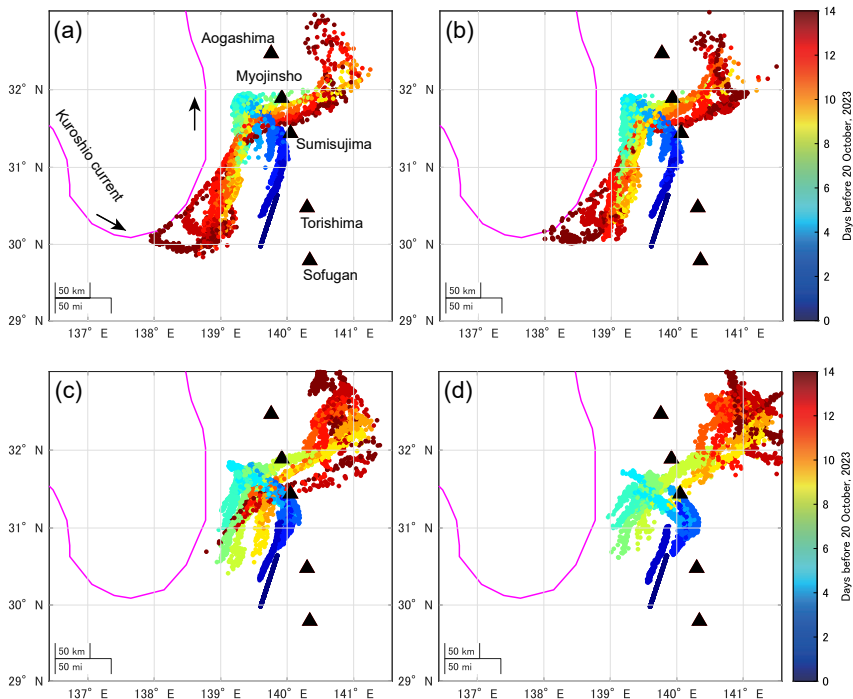 (a)
Aogashima
Myojinsho
Sumisujima
Torishima
Sofugan
Kuroshio current
32° N
31° N
30° N
29° N
50 km
50 mi
137° E
138° E
139° E
140° E
141° E
(b)
32° N
31° N
30° N
29° N
50 km
50 mi
137° E
138° E
139° E
140° E
141° E
14
12
10
8
6
4
2
0
Days before 20 October, 2023
(c)
32° N
31° N
30° N
29° N
50 km
50 mi
137° E
138° E
139° E
140° E
141° E
(d)
32° N
31° N
30° N
29° N
50 km
50 mi
137° E
138° E
139° E
140° E
141° E
14
12
10
8
6
4
2
0
Days before 20 October, 2023